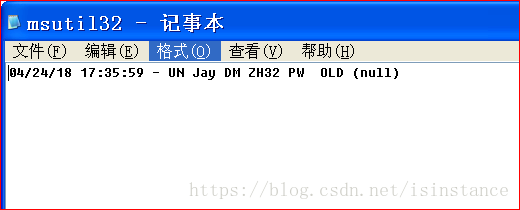 msutil32 - 记事本
文件(F) 编辑(E) 格式(O) 查看(V) 帮助(H)
04/24/18 17:35:59 - UN Jay DM ZH32 PW  OLD (null)
https://blog.csdn.net/isinstance